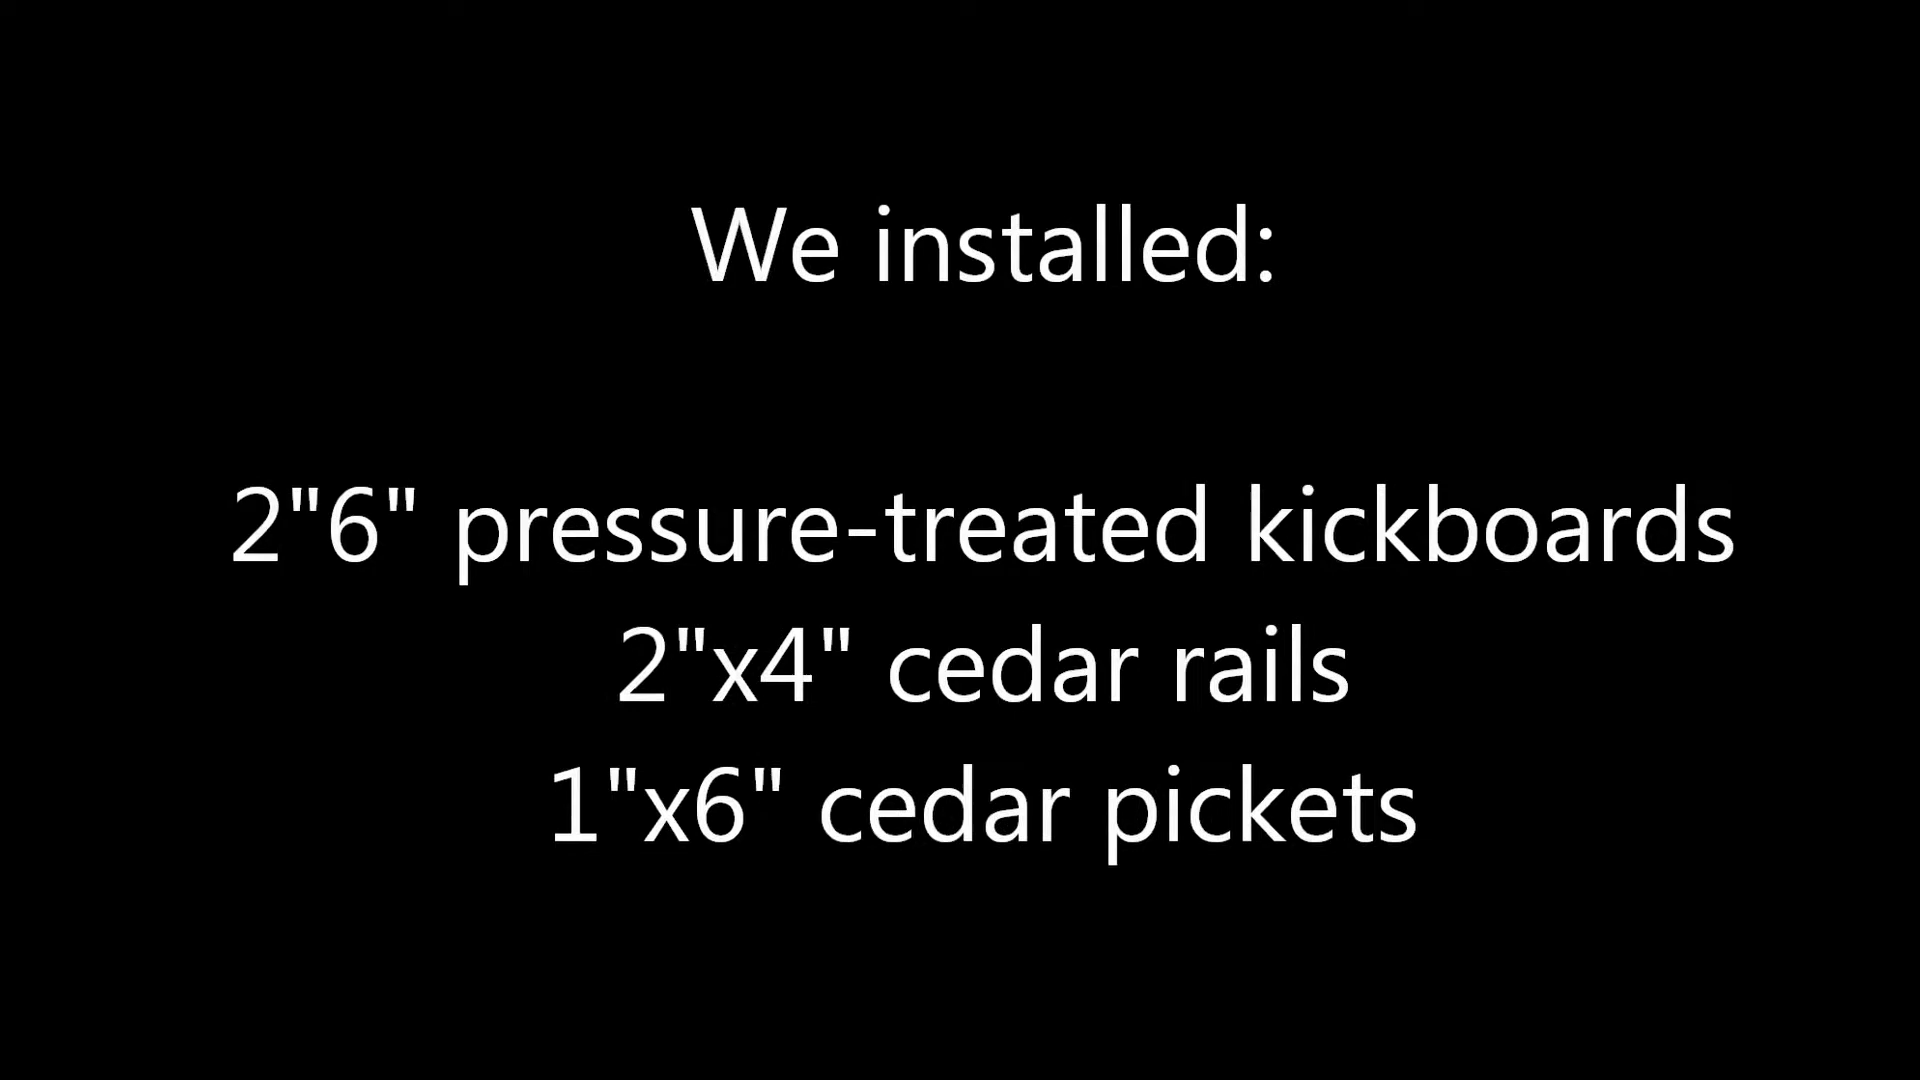 We installed:
2"6" pressure-treated kickboards
2"x4" cedar rails
1"x6" cedar pickets